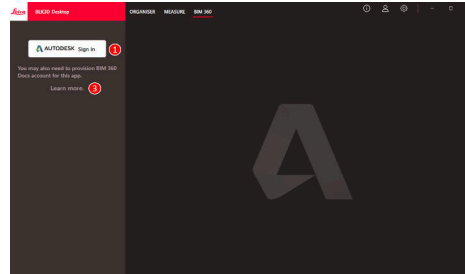 Leica BLK3D Desktop
ORGANISER MEASURE BIM 360
AUTODESK Sign in 1
You may also need to provision BIM 360
Docs account for this app.
Learn more. 3